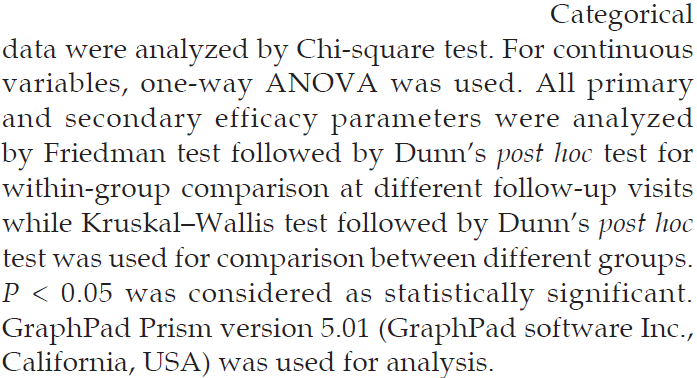 Categorical
data were analyzed by Chi-square test. For continuous
variables, one-way ANOVA was used. All primary
and secondary efficacy parameters were analyzed
by Friedman test followed by Dunn’s post hoc test for
within-group comparison at different follow-up visits
while Kruskal–Wallis test followed by Dunn’s post hoc
test was used for comparison between different groups.
P < 0.05 was considered as statistically significant.
GraphPad Prism version 5.01 (GraphPad software Inc.,
California, USA) was used for analysis.